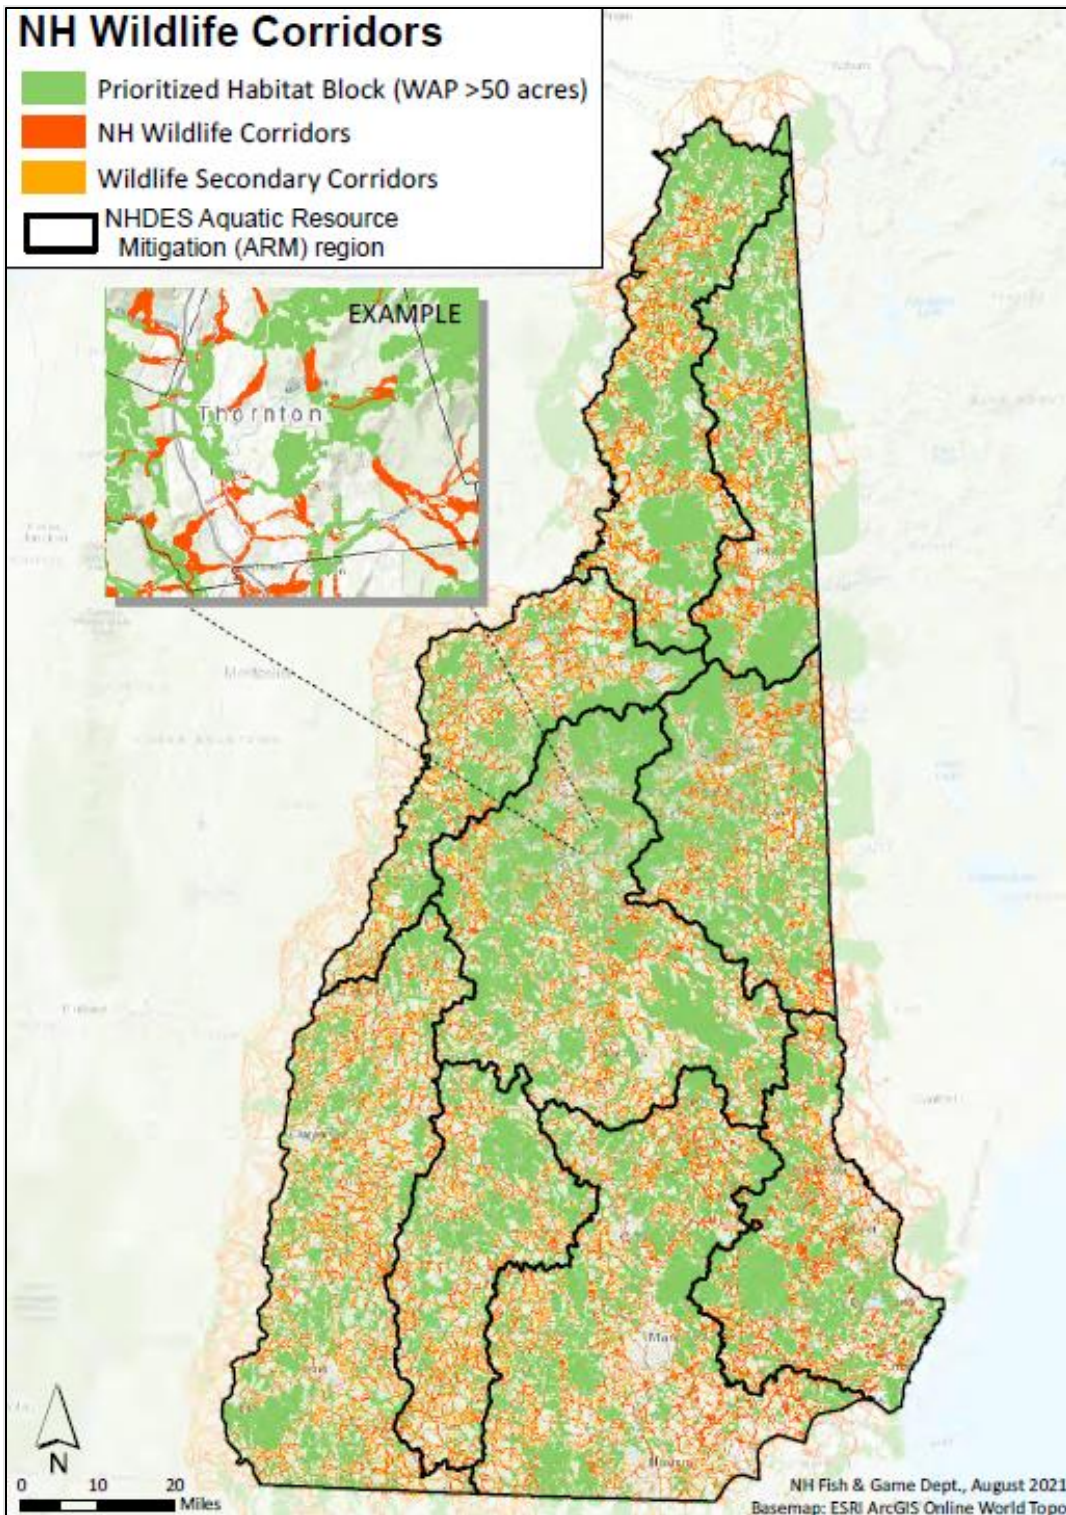 NH Wildlife Corridors
Prioritized Habitat Block (WAP >50 acres)
NH Wildlife Corridors
Wildlife Secondary Corridors
NHDES Aquatic Resource
Mitigation (ARM) region
EXAMPLE
Thornton
N
0 10 20
Miles
NH Fish & Game Dept., August 2021
Basemap: ESRI ArcGIS Online World Topo